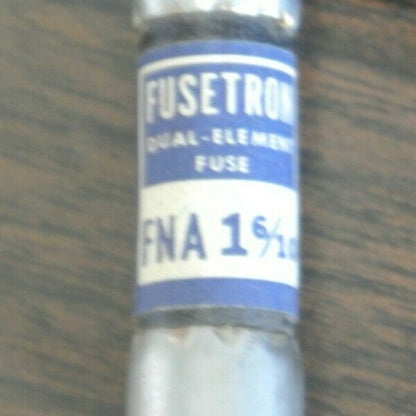 FUSETRON
DUAL-ELEMENT
FUSE
FNA 1 6/10